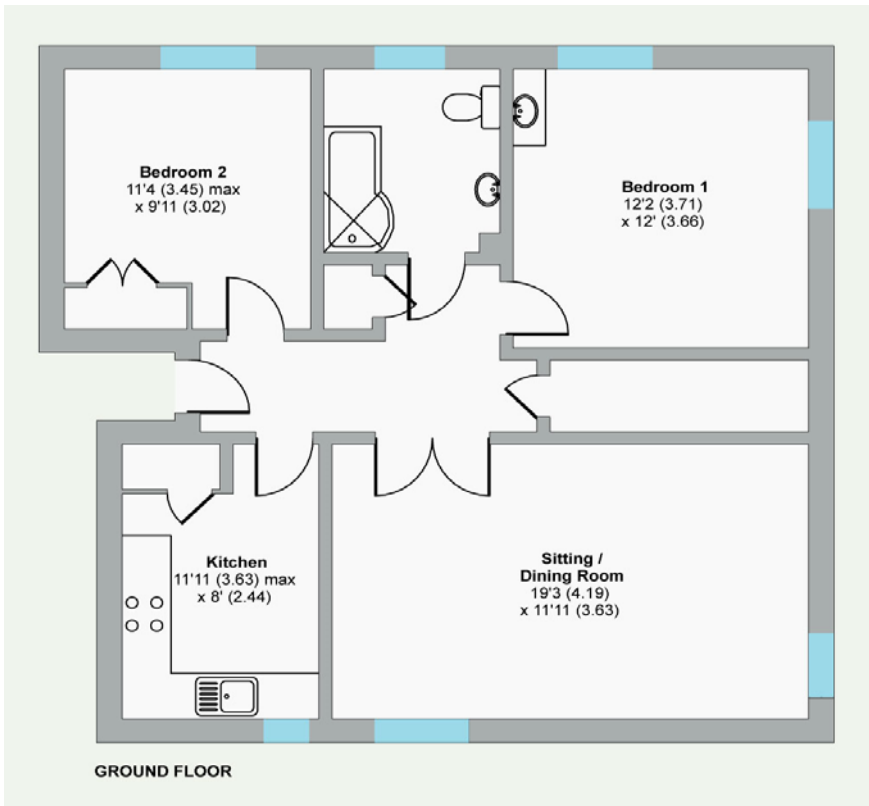 Bedroom 2
11'4 (3.45) max
x 9'11 (3.02)
Bedroom 1
12'2 (3.71)
x 12' (3.66)
Kitchen
11'11 (3.63) max
x 8' (2.44)
Sitting /
Dining Room
19'3 (4.19)
x 11'11 (3.63)
GROUND FLOOR